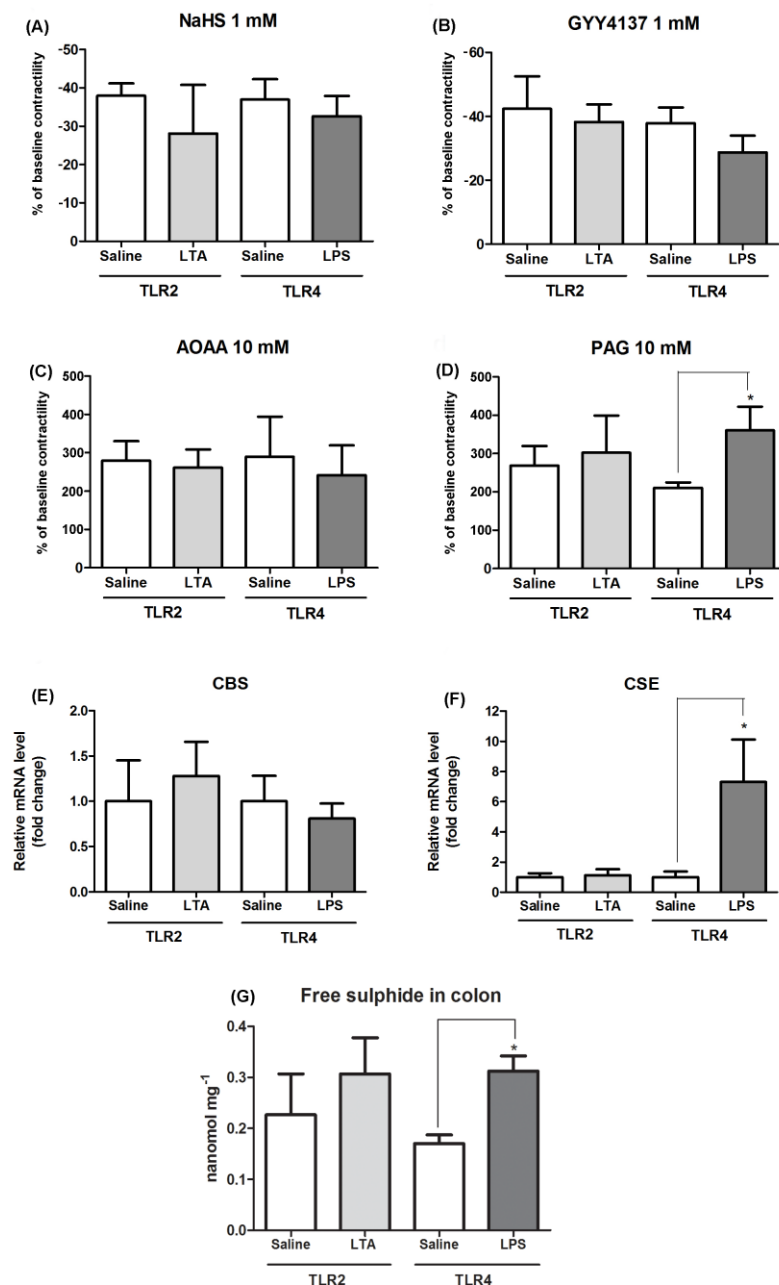 (A)
NaHS 1 mM
% of baseline contractility
-50
-40
-30
-20
-10
0
Saline LTA Saline LPS
TLR2 TLR4
(B)
GYY4137 1 mM
% of baseline contractility
-60
-40
-20
0
Saline LTA Saline LPS
TLR2 TLR4
(C)
AOAA 10 mM
% of baseline contractility
500
400
300
200
100
0
Saline LTA Saline LPS
TLR2 TLR4
(D)
PAG 10 mM
% of baseline contractility
500
400
300
200
100
0
*
Saline LTA Saline LPS
TLR2 TLR4
(E)
CBS
Relative mRNA level
(fold change)
2.0
1.5
1.0
0.5
0.0
Saline LTA Saline LPS
TLR2 TLR4
(F)
CSE
Relative mRNA level
(fold change)
12
10
8
6
4
2
0
*
Saline LTA Saline LPS
TLR2 TLR4
(G)
Free sulphide in colon
nanomol mg⁻¹
0.4
0.3
0.2
0.1
0.0
*
Saline LTA Saline LPS
TLR2 TLR4